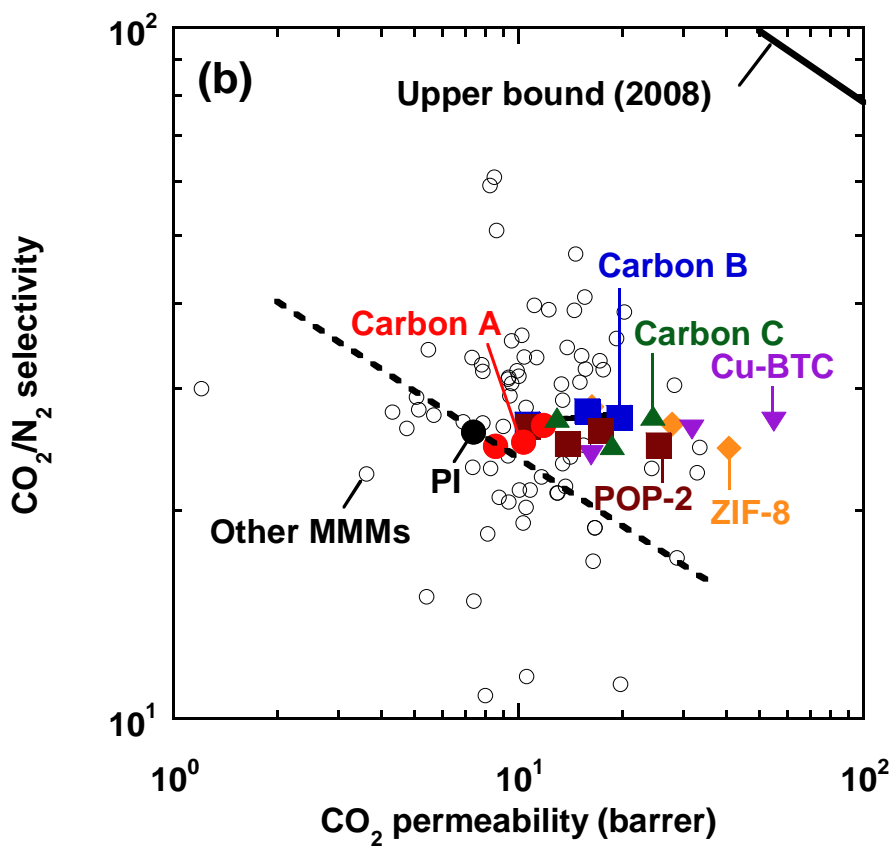 10²
(b)
Upper bound (2008)
CO₂/N₂ selectivity
Carbon B
Carbon A
Carbon C
Cu-BTC
PI
POP-2
ZIF-8
Other MMMs
10¹
10⁰
10¹
10²
CO₂ permeability (barrer)